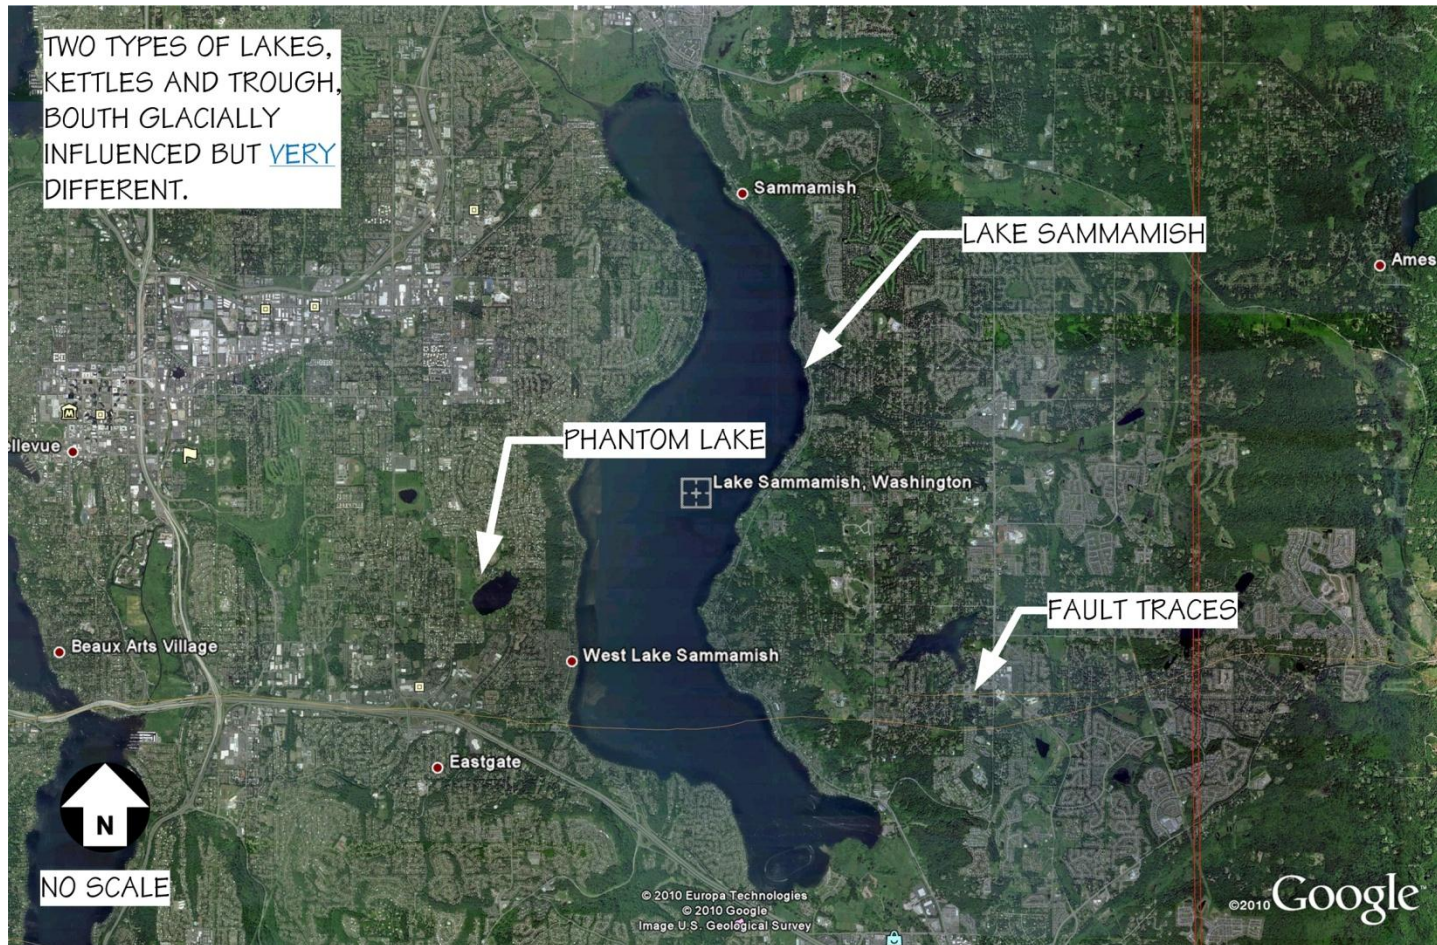 TWO TYPES OF LAKES,
KETTLES AND TROUGH,
BOUTH GLACIALLY
INFLUENCED BUT VERY
DIFFERENT.
Sammamish
LAKE SAMMAMISH
Ames
PHANTOM LAKE
ellevue
Lake Sammamish, Washington
FAULT TRACES
Beaux Arts Village
West Lake Sammamish
Eastgate
N
NO SCALE
© 2010 Europa Technologies
© 2010 Google
Image U.S. Geological Survey
©2010 Google